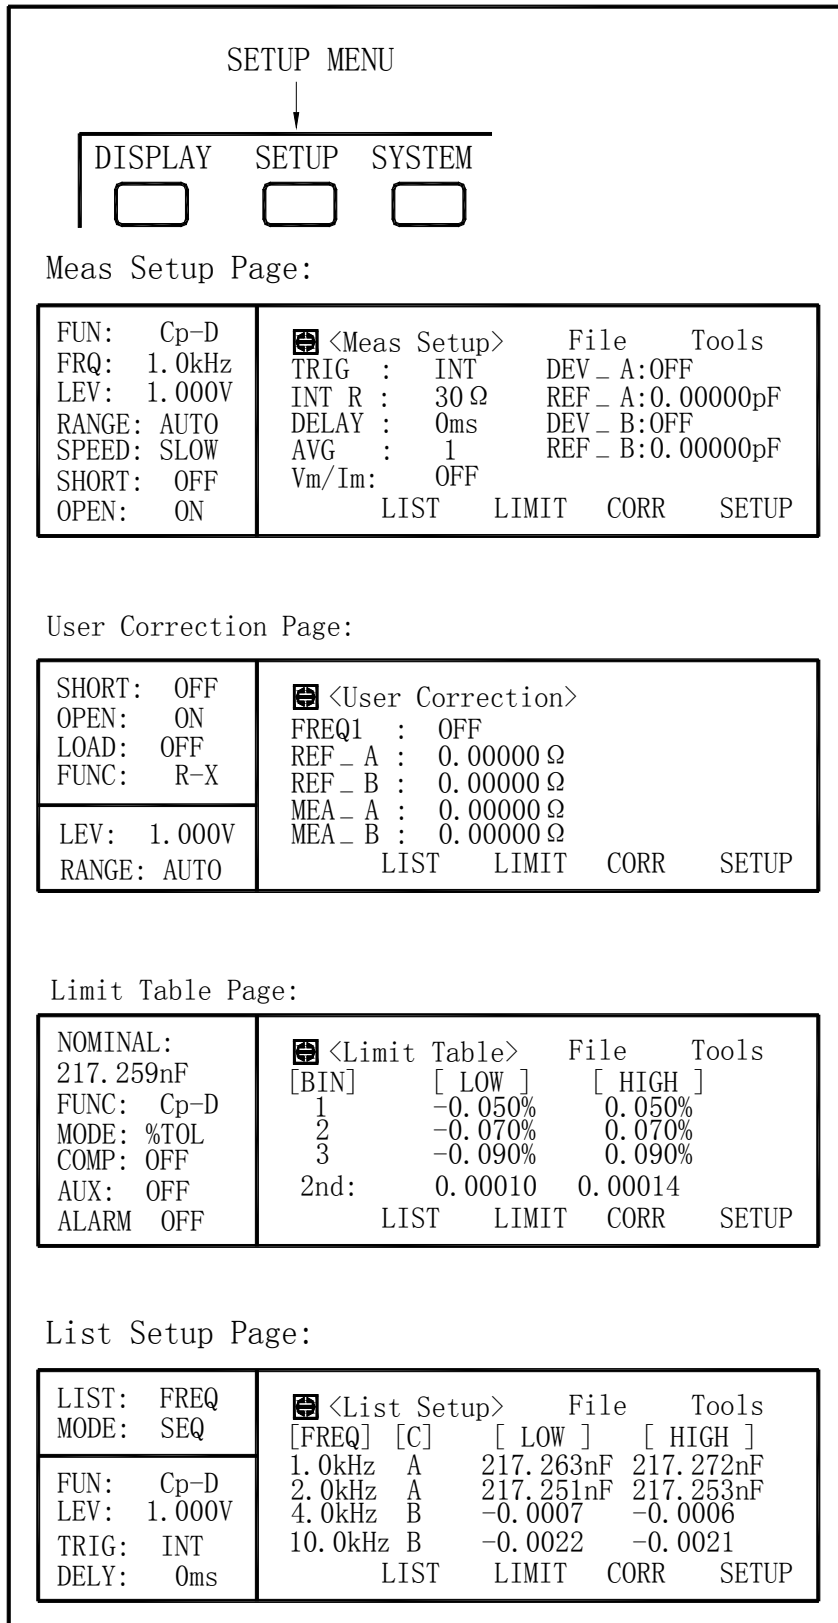 SETUP MENU
DISPLAY SETUP SYSTEM
Meas Setup Page:
FUN: Cp-D
FRQ: 1.0kHz
LEV: 1.000V
RANGE: AUTO
SPEED: SLOW
SHORT: OFF
OPEN: ON
<Meas Setup> File Tools
TRIG : INT DEV_A:OFF
INT R : 30Ω REF_A:0.00000pF
DELAY : 0ms DEV_B:OFF
AVG : 1 REF_B:0.00000pF
Vm/Im: OFF
LIST LIMIT CORR SETUP
User Correction Page:
SHORT: OFF
OPEN: ON
LOAD: OFF
FUNC: R-X
LEV: 1.000V
RANGE: AUTO
<User Correction>
FREQ1 : OFF
REF_A : 0.00000Ω
REF_B : 0.00000Ω
MEA_A : 0.00000Ω
MEA_B : 0.00000Ω
LIST LIMIT CORR SETUP
Limit Table Page:
NOMINAL:
217.259nF
FUNC: Cp-D
MODE: %TOL
COMP: OFF
AUX: OFF
ALARM OFF
<Limit Table> File Tools
[BIN] [ LOW ] [ HIGH ]
1 -0.050% 0.050%
2 -0.070% 0.070%
3 -0.090% 0.090%
2nd: 0.00010 0.00014
LIST LIMIT CORR SETUP
List Setup Page:
LIST: FREQ
MODE: SEQ
FUN: Cp-D
LEV: 1.000V
TRIG: INT
DELY: 0ms
<List Setup> File Tools
[FREQ] [C] [ LOW ] [ HIGH ]
1.0kHz A 217.263nF 217.272nF
2.0kHz A 217.251nF 217.253nF
4.0kHz B -0.0007 -0.0006
10.0kHz B -0.0022 -0.0021
LIST LIMIT CORR SETUP